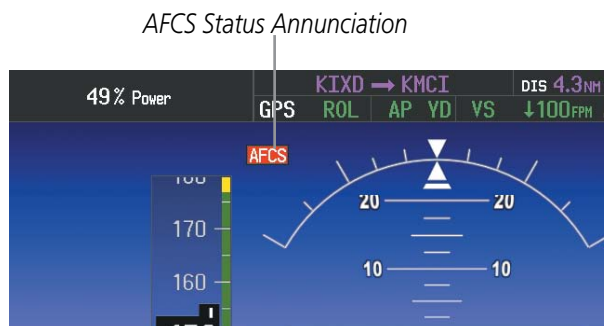 AFCS Status Annunciation
KIXD → KMCI DIS 4.3NM
49% Power
GPS ROL AP YD VS ↓100FPM
AFCS
20 20
170
160
10 10